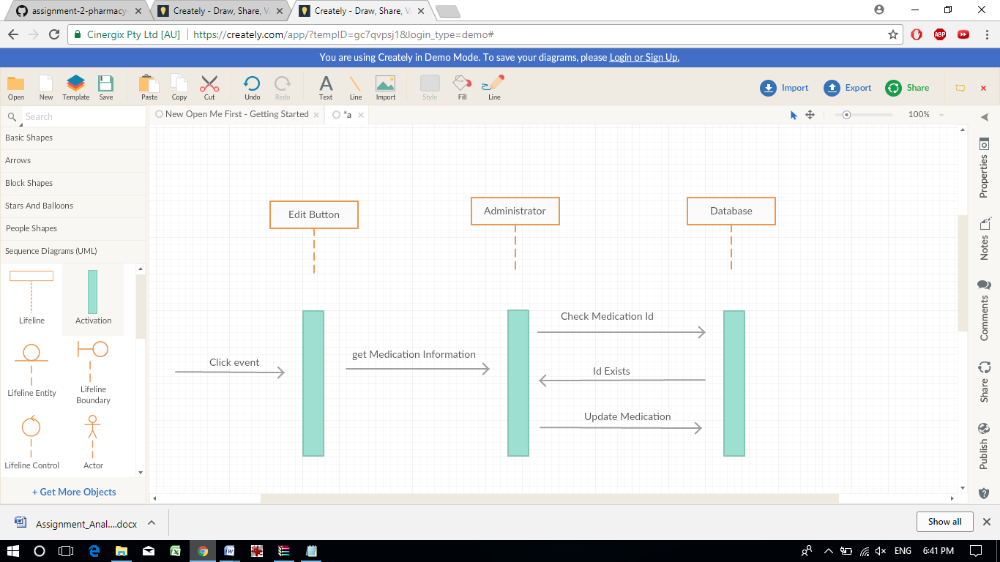 assignment-2-pharmacy-
Creately - Draw, Share, V
Creately - Draw, Share, V
Cinergix Pty Ltd [AU]
https://creately.com/app/?tempID=gc7qvpsj1&login_type=demo#
ABP
You are using Creately in Demo Mode. To save your diagrams, please Login or Sign Up.
Open New Template Save Paste Copy Cut Undo Redo Text Line Import Style Fill Line
Import Export Share
Search
New Open Me First - Getting Started
*a
100%
Basic Shapes
Arrows
Block Shapes
Stars And Balloons
People Shapes
Sequence Diagrams (UML)
Lifeline
Activation
Lifeline Entity
Lifeline
Boundary
Lifeline Control
Actor
+ Get More Objects
Edit Button
Administrator
Database
Check Medication Id
get Medication Information
Click event
Id Exists
Update Medication
Properties
Notes
Comments
Share
Publish
Assignment_Anal....docx
Show all
ENG
6:41 PM